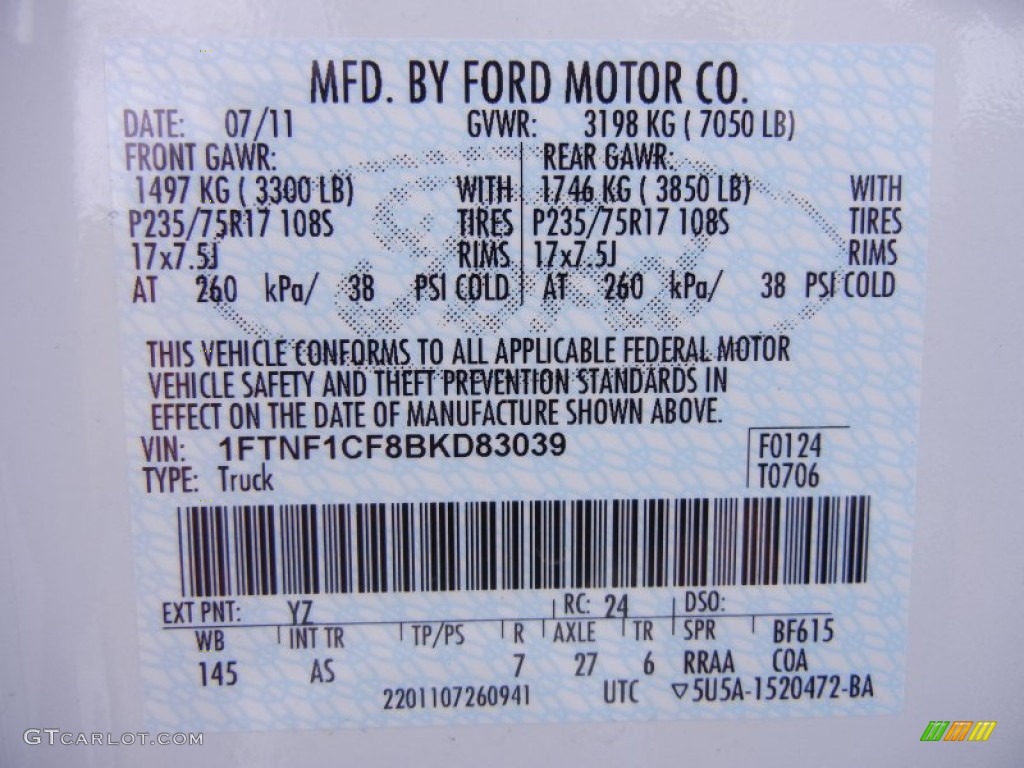 MFD. BY FORD MOTOR CO.
DATE: 07/11 GVWR: 3198 KG ( 7050 LB)
FRONT GAWR: REAR GAWR:
1497 KG ( 3300 LB) WITH 1746 KG ( 3850 LB) WITH
P235/75R17 108S TIRES P235/75R17 108S TIRES
17x7.5J RIMS 17x7.5J RIMS
AT 260 kPa/ 38 PSI COLD AT 260 kPa/ 38 PSI COLD
THIS VEHICLE CONFORMS TO ALL APPLICABLE FEDERAL MOTOR
VEHICLE SAFETY AND THEFT PREVENTION STANDARDS IN
EFFECT ON THE DATE OF MANUFACTURE SHOWN ABOVE.
VIN: 1FTNF1CF8BKD83039 F0124
TYPE: Truck T0706
EXT PNT: YZ RC: 24 DSO:
WB INT TR TP/PS R AXLE TR SPR BF615
145 AS 7 27 6 RRAA COA
2201107260941 UTC ▽5U5A-1520472-BA
GTCARLOT.COM